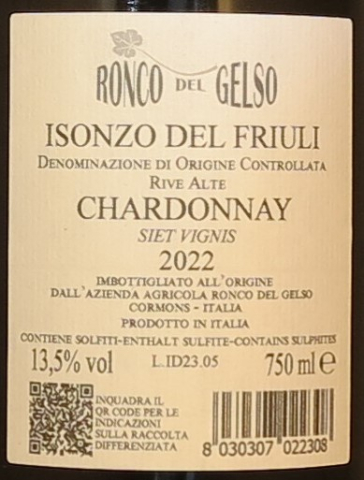 RONCO DEL GELSO
ISONZO DEL FRIULI
DENOMINAZIONE DI ORIGINE CONTROLLATA
RIVE ALTE
CHARDONNAY
SIET VIGNIS
2022
IMBOTTIGLIATO ALL'ORIGINE
DALL'AZIENDA AGRICOLA RONCO DEL GELSO
CORMONS - ITALIA
PRODOTTO IN ITALIA
CONTIENE SOLFITI-ENTHALT SULFITE-CONTAINS SULPHITES
13,5% vol L.ID23.05 750 ml e
INQUADRA IL
QR CODE PER LE
INDICAZIONI
SULLA RACCOLTA
DIFFERENZIATA
8 030307 022308